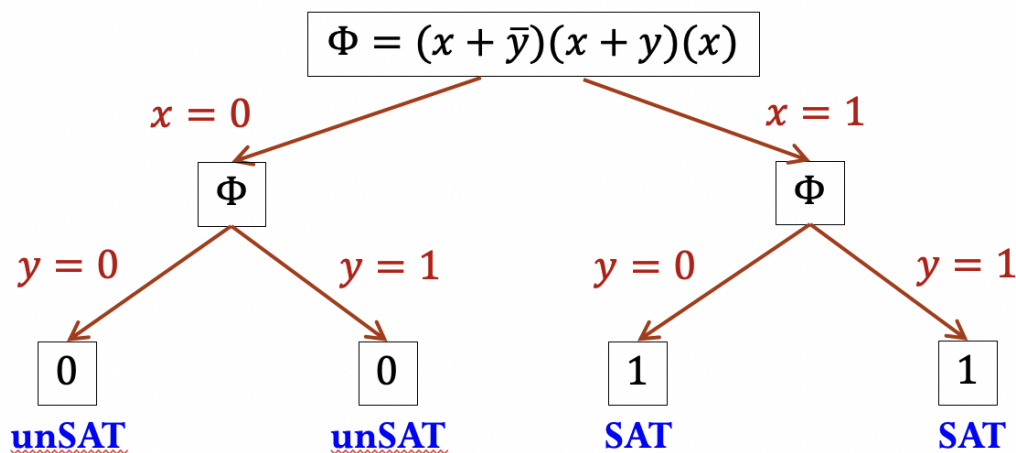 Φ = (x + ȳ)(x + y)(x)
x = 0
x = 1
Φ
Φ
y = 0
y = 1
y = 0
y = 1
0
0
1
1
unSAT
unSAT
SAT
SAT